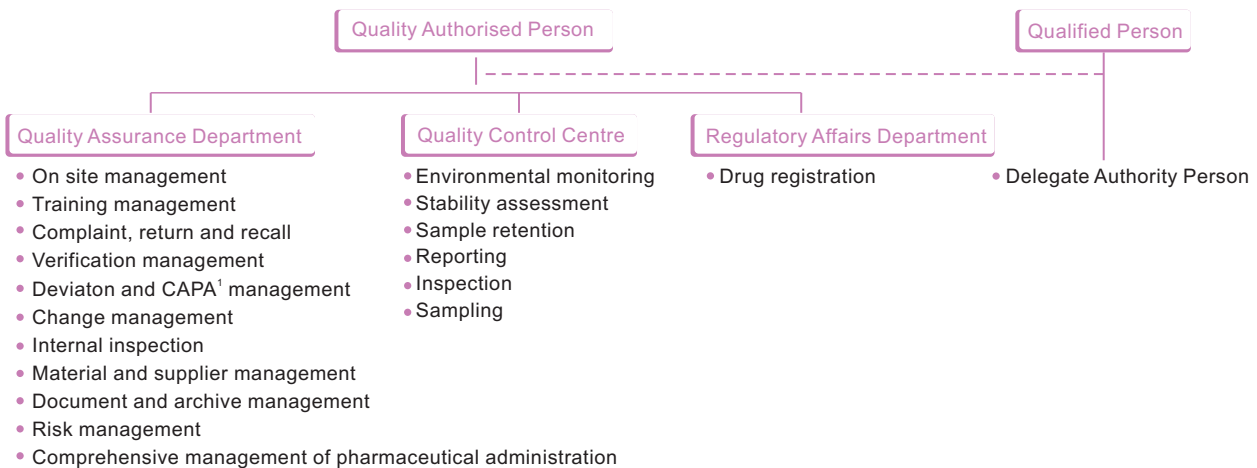 Quality Authorised Person
Qualified Person
Quality Assurance Department
Quality Control Centre
Regulatory Affairs Department
On site management
Training management
Complaint, return and recall
Verification management
Deviaton and CAPA¹ management
Change management
Internal inspection
Material and supplier management
Document and archive management
Risk management
Comprehensive management of pharmaceutical administration
Environmental monitoring
Stability assessment
Sample retention
Reporting
Inspection
Sampling
Drug registration
Delegate Authority Person